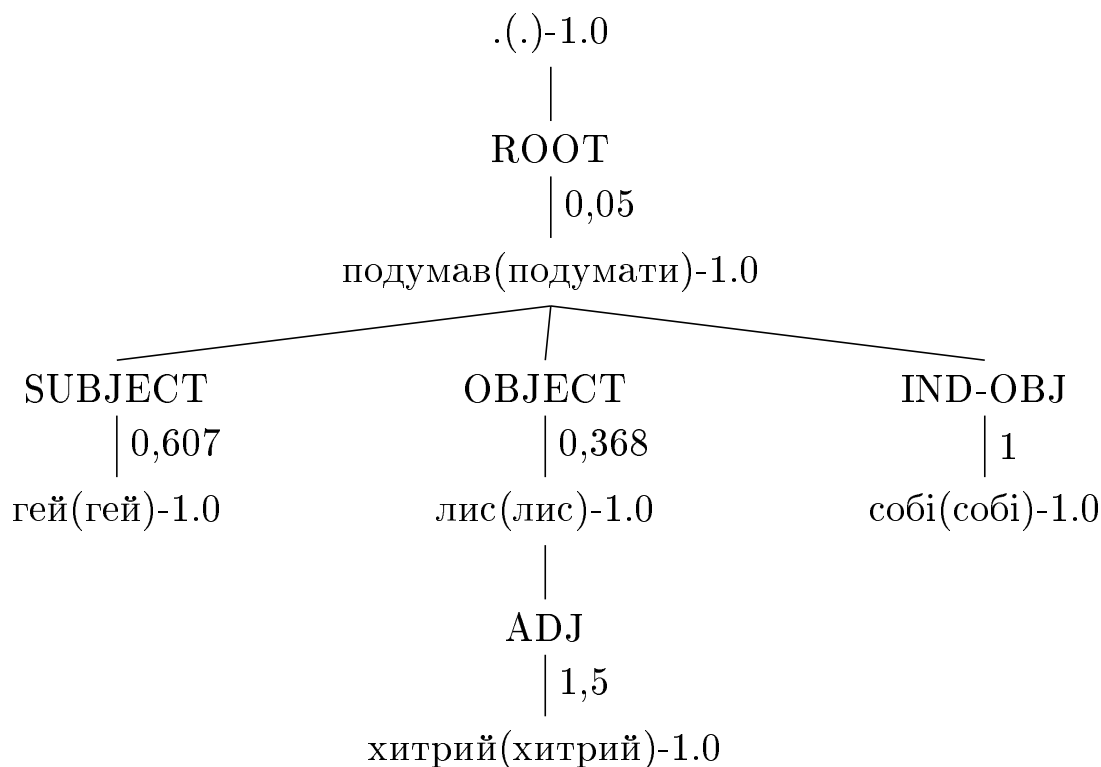 .(.)-1.0
ROOT
0,05
подумав(подумати)-1.0
SUBJECT OBJECT IND-OBJ
0,607 0,368 1
гей(гей)-1.0 лис(лис)-1.0 собі(собі)-1.0
ADJ
1,5
хитрий(хитрий)-1.0